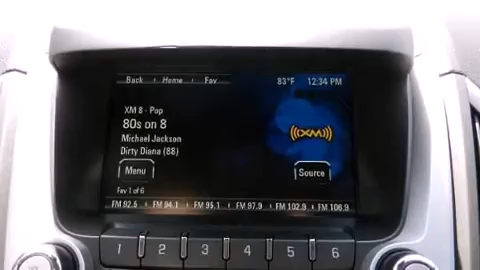 Back Home Fav 83°F 12:34 PM
XM 8 - Pop
80s on 8
Michael Jackson
Dirty Diana (88)
XM
Menu
Source
Fav 1 of 6
FM 92.5 FM 94.1 FM 95.1 FM 97.9 FM 102.9 FM 106.9
1 2 3 4 5 6